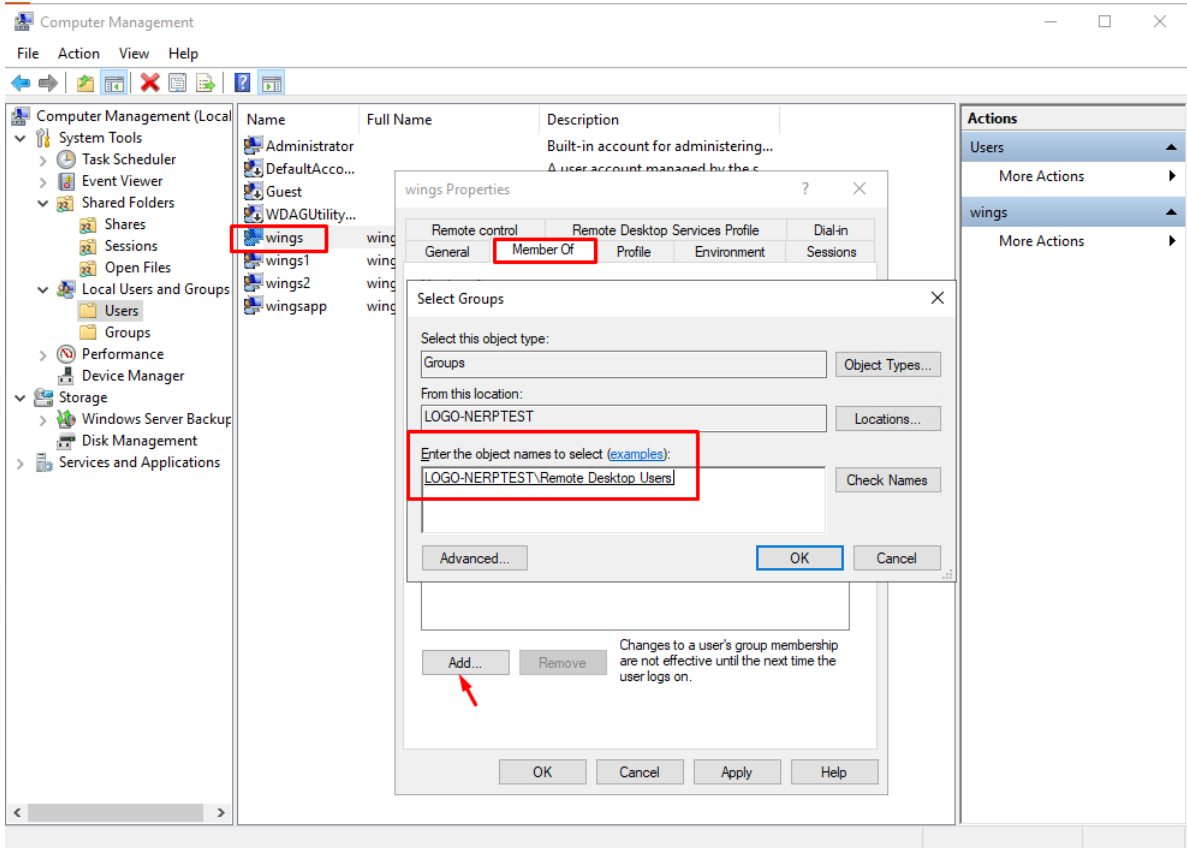 Computer Management
File Action View Help
Computer Management (Local
System Tools
Task Scheduler
Event Viewer
Shared Folders
Shares
Sessions
Open Files
Local Users and Groups
Users
Groups
Performance
Device Manager
Storage
Windows Server Backup
Disk Management
Services and Applications
Name Full Name Description
Administrator Built-in account for administering...
DefaultAcco... A user account managed by the s
Guest
WDAGUtility...
wings wing
wings1 wing
wings2 wing
wingsapp wing
wings Properties ?
Remote control Remote Desktop Services Profile Dial-in
General Member Of Profile Environment Sessions
Select Groups
Select this object type:
Groups Object Types...
From this location:
LOGO-NERPTEST Locations...
Enter the object names to select (examples):
LOGO-NERPTEST\Remote Desktop Users Check Names
Advanced... OK Cancel
Add... Remove
Changes to a user's group membership
are not effective until the next time the
user logs on.
OK Cancel Apply Help
Actions
Users
More Actions
wings
More Actions